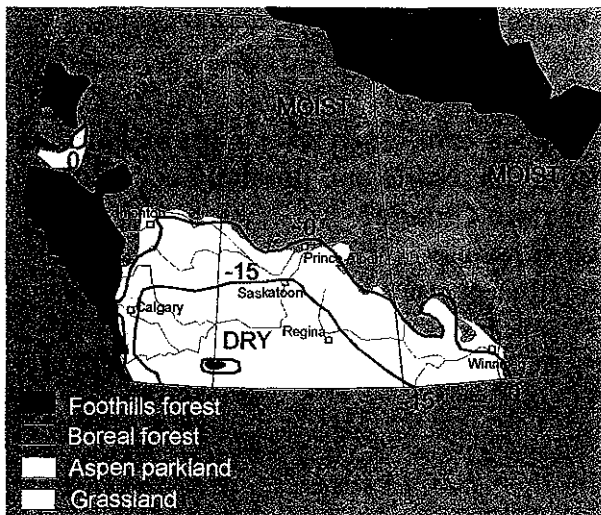 MOIST
MOIST
0
0
Prince Albert
-15
Saskatoon
Calgary
DRY
Regina
Foothills forest
Boreal forest
Aspen parkland
Grassland